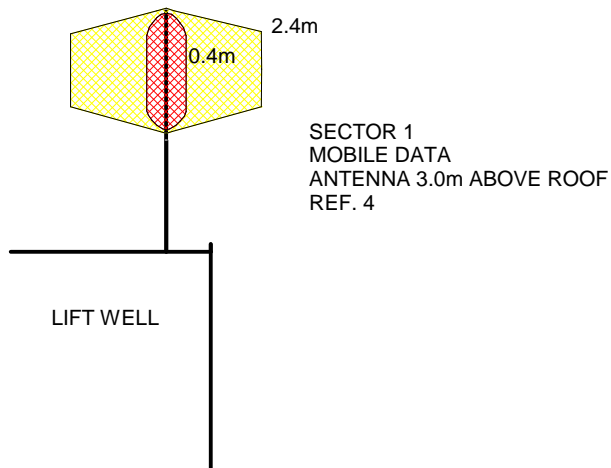 2.4m
0.4m
SECTOR 1
MOBILE DATA
ANTENNA 3.0m ABOVE ROOF
REF. 4
LIFT WELL